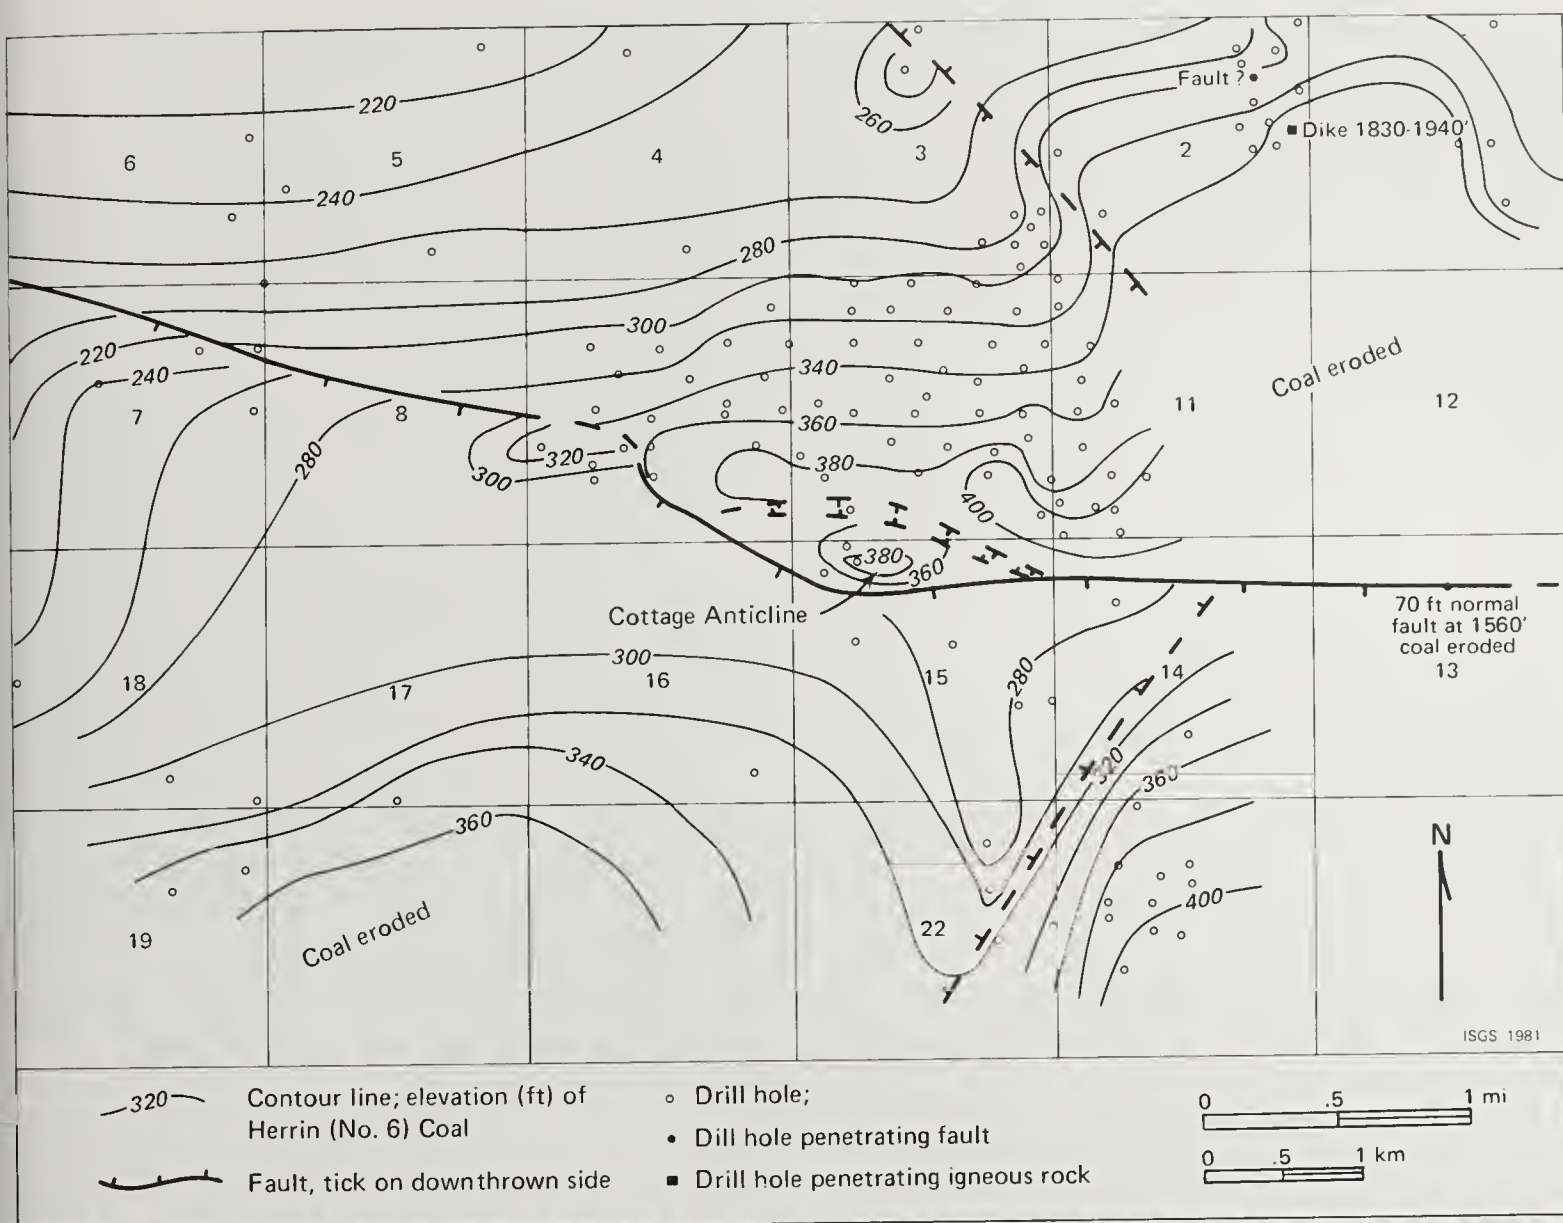 220
260
Fault ?
Dike 1830-1940'
6
5
4
3
2
240
280
300
220
240
340
Coal eroded
7
8
11
12
360
280
320
300
380
400
380
360
Cottage Anticline
70 ft normal
fault at 1560'
coal eroded
13
300
18
17
16
15
280
14
340
320
360
360
N
400
19
Coal eroded
22
ISGS 1981
320
Contour line; elevation (ft) of
Herrin (No. 6) Coal
Fault, tick on downthrown side
Drill hole;
Dill hole penetrating fault
Drill hole penetrating igneous rock
0 .5 1 mi
0 .5 1 km